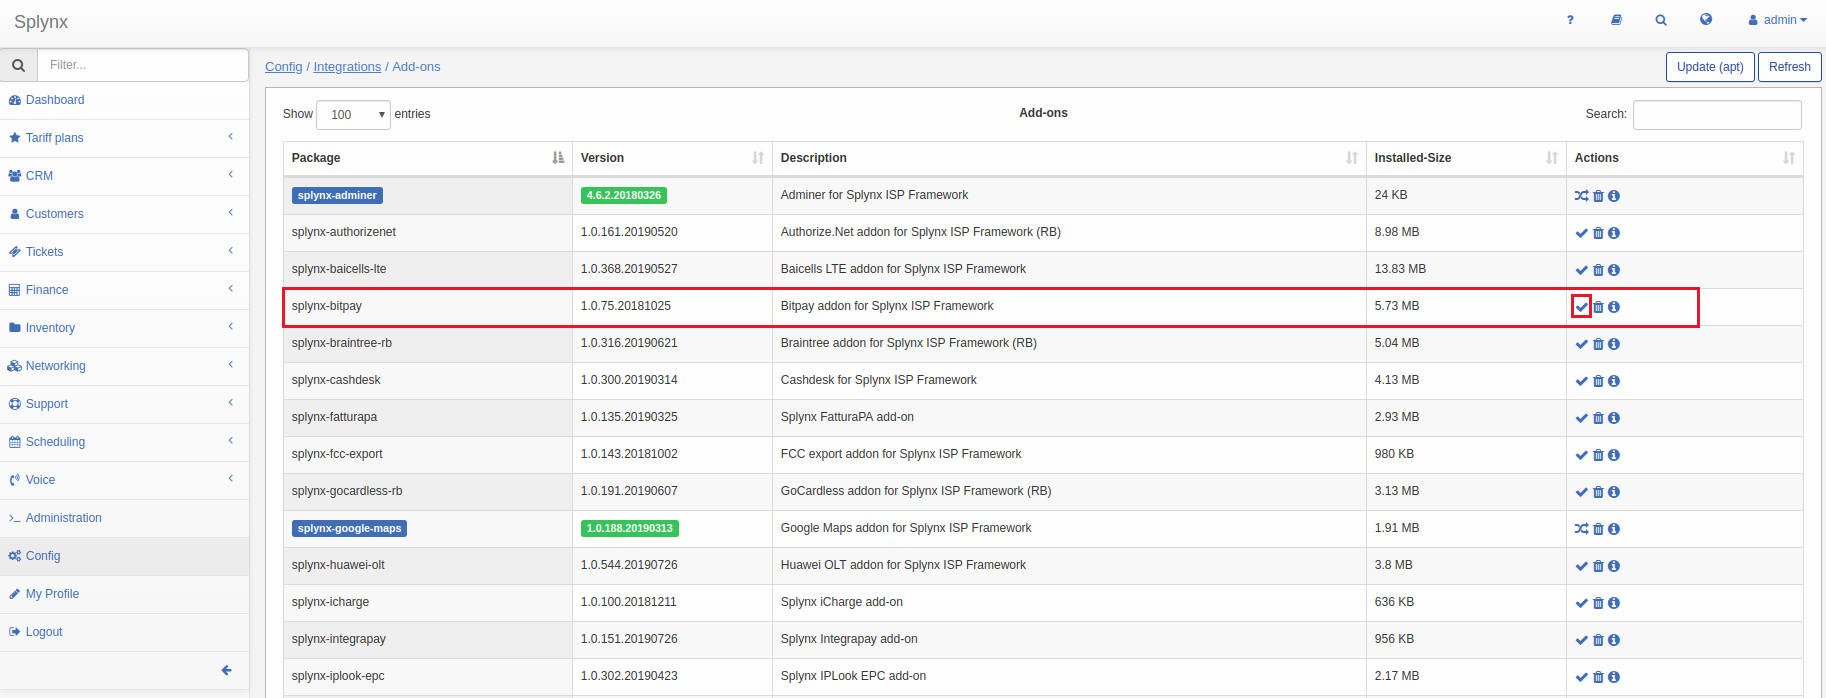 Splynx
? admin
Filter...
Dashboard
Tariff plans
CRM
Customers
Tickets
Finance
Inventory
Networking
Support
Scheduling
Voice
Administration
Config
My Profile
Logout
Config / Integrations / Add-ons
Update (apt) Refresh
Show 100 entries Add-ons Search:
Package Version Description Installed-Size Actions
splynx-adminer 4.6.2.20180326 Adminer for Splynx ISP Framework 24 KB
splynx-authorizenet 1.0.161.20190520 Authorize.Net addon for Splynx ISP Framework (RB) 8.98 MB
splynx-baicells-lte 1.0.368.20190527 Baicells LTE addon for Splynx ISP Framework 13.83 MB
splynx-bitpay 1.0.75.20181025 Bitpay addon for Splynx ISP Framework 5.73 MB
splynx-braintree-rb 1.0.316.20190621 Braintree addon for Splynx ISP Framework (RB) 5.04 MB
splynx-cashdesk 1.0.300.20190314 Cashdesk for Splynx ISP Framework 4.13 MB
splynx-fatturapa 1.0.135.20190325 Splynx FatturaPA add-on 2.93 MB
splynx-fcc-export 1.0.143.20181002 FCC export addon for Splynx ISP Framework 980 KB
splynx-gocardless-rb 1.0.191.20190607 GoCardless addon for Splynx ISP Framework (RB) 3.13 MB
splynx-google-maps 1.0.188.20190313 Google Maps addon for Splynx ISP Framework 1.91 MB
splynx-huawei-olt 1.0.544.20190726 Huawei OLT addon for Splynx ISP Framework 3.8 MB
splynx-icharge 1.0.100.20181211 Splynx iCharge add-on 636 KB
splynx-integrapay 1.0.151.20190726 Splynx Integrapay add-on 956 KB
splynx-iplook-epc 1.0.302.20190423 Splynx IPLook EPC add-on 2.17 MB